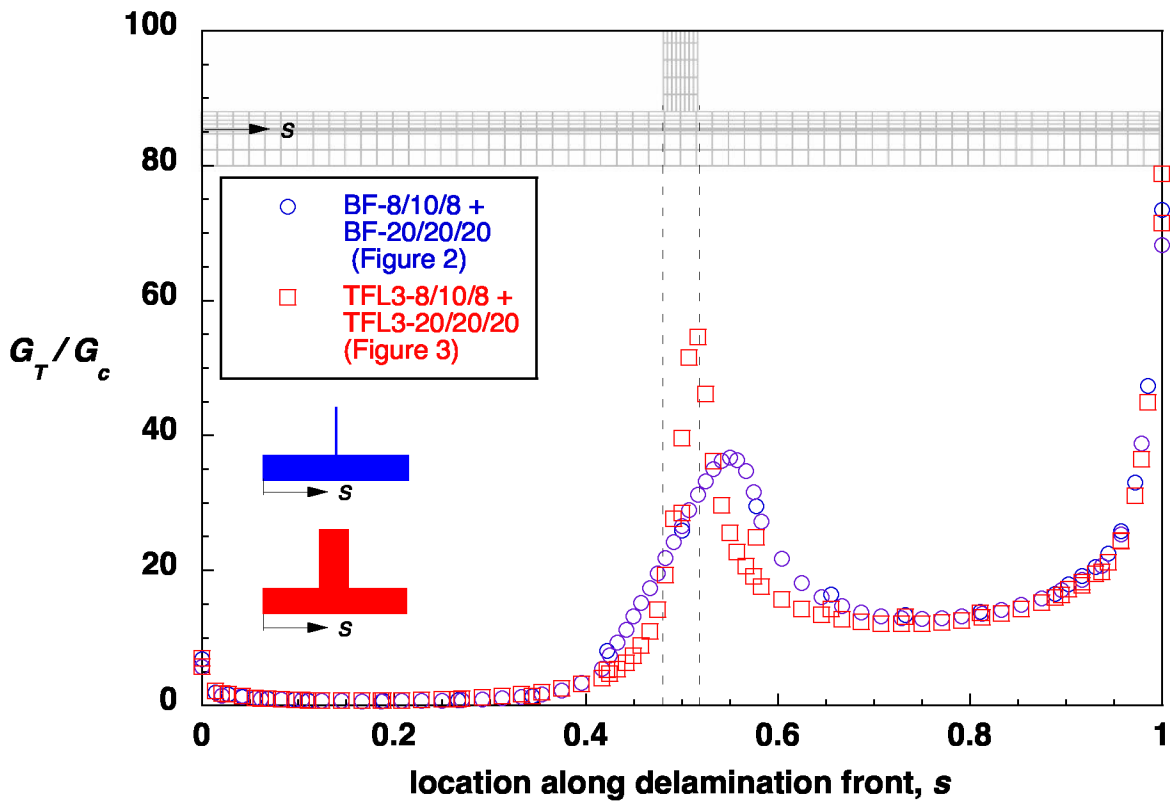 100
s
80
BF-8/10/8 +
BF-20/20/20
(Figure 2)
TFL3-8/10/8 +
TFL3-20/20/20
(Figure 3)
60
G_T / G_c
40
s
20
s
0
0 0.2 0.4 0.6 0.8 1
location along delamination front, s